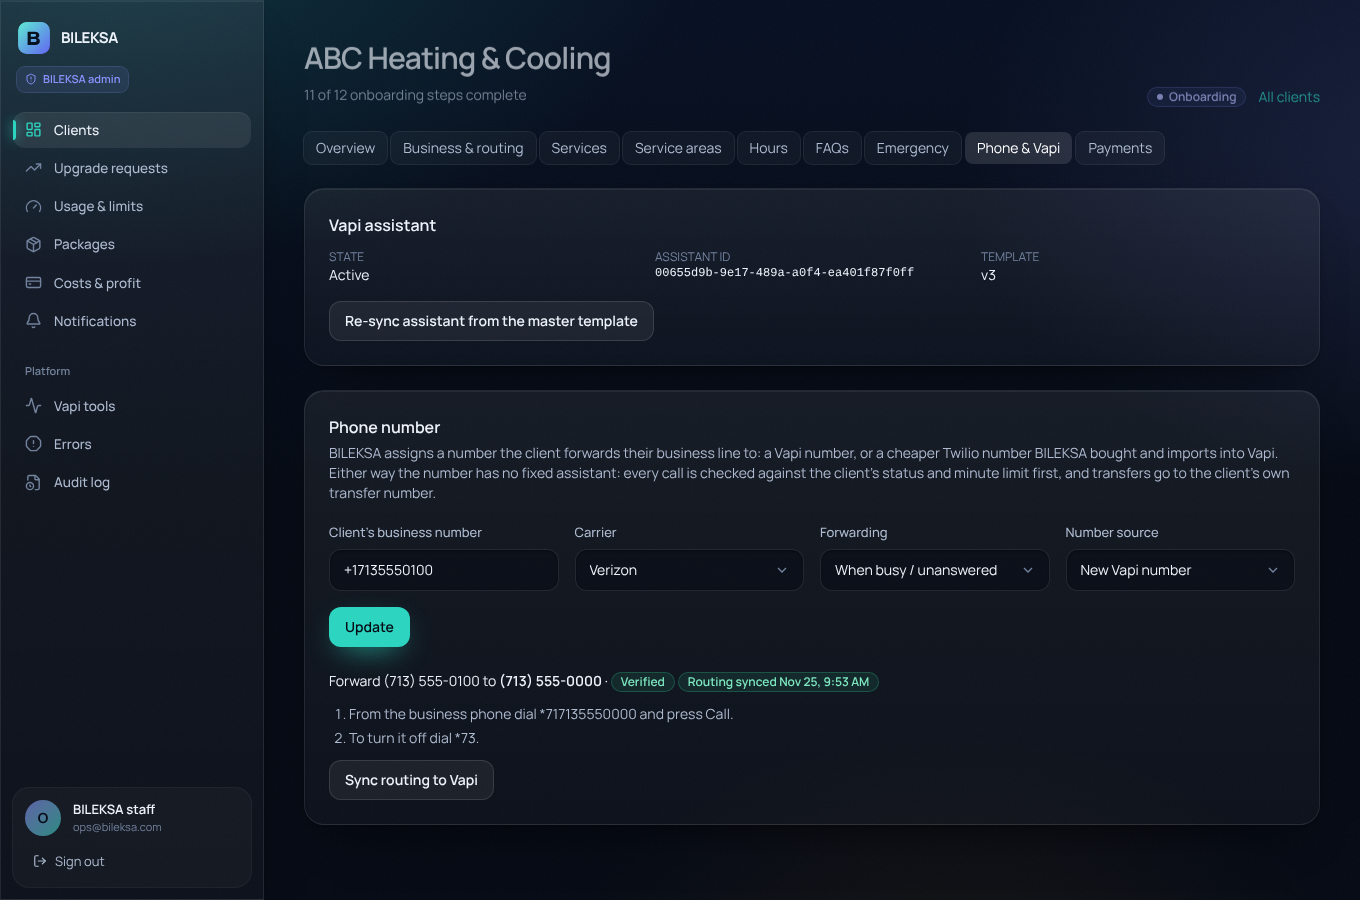 B BILEKSA
BILEKSA admin
Clients
Upgrade requests
Usage & limits
Packages
Costs & profit
Notifications
Platform
Vapi tools
Errors
Audit log
O
BILEKSA staff
ops@bileksa.com
Sign out
ABC Heating & Cooling
11 of 12 onboarding steps complete
Onboarding All clients
Overview Business & routing Services Service areas Hours FAQs Emergency Phone & Vapi Payments
Vapi assistant
STATE ASSISTANT ID TEMPLATE
Active 00655d9b-9e17-489a-a0f4-ea401f87f0ff v3
Re-sync assistant from the master template
Phone number
BILEKSA assigns a number the client forwards their business line to: a Vapi number, or a cheaper Twilio number BILEKSA bought and imports into Vapi.
Either way the number has no fixed assistant: every call is checked against the client's status and minute limit first, and transfers go to the client's own
transfer number.
Client's business number Carrier Forwarding Number source
+17135550100 Verizon When busy / unanswered New Vapi number
Update
Forward (713) 555-0100 to (713) 555-0000 · Verified Routing synced Nov 25, 9:53 AM
1. From the business phone dial *717135550000 and press Call.
2. To turn it off dial *73.
Sync routing to Vapi